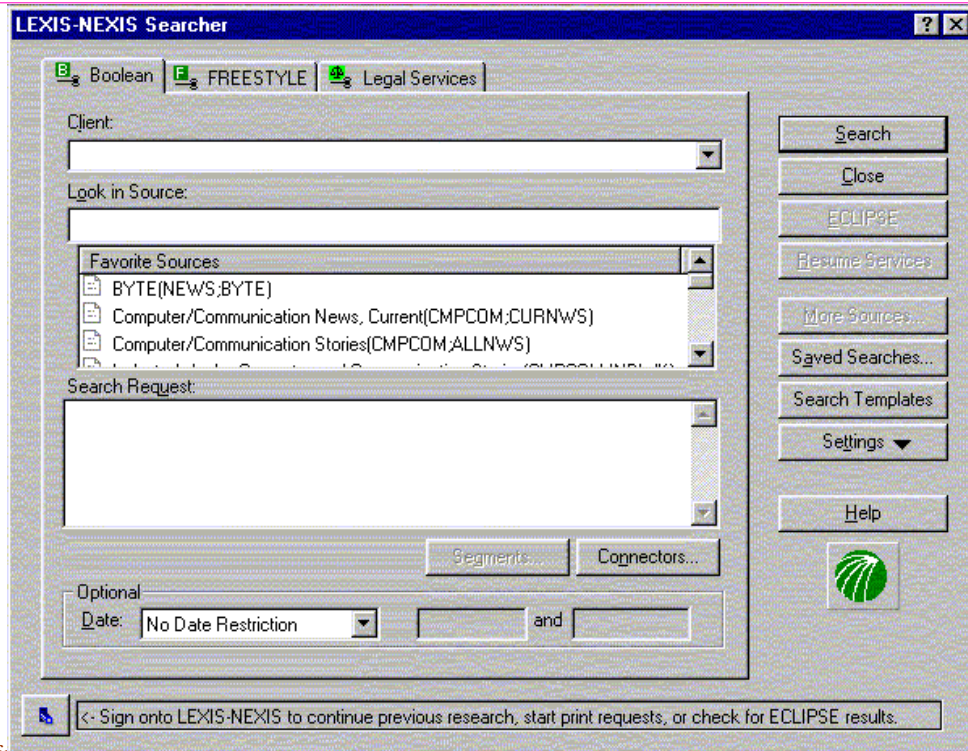 LEXIS-NEXIS Searcher
Boolean
FREESTYLE
Legal Services
Client:
Look in Source:
Favorite Sources
BYTE(NEWS;BYTE)
Computer/Communication News, Current(CMPCOM;CURNWS)
Computer/Communication Stories(CMPCOM;ALLNWS)
Search Request:
Segments...
Connectors...
Optional
Date:
No Date Restriction
and
Search
Close
ECLIPSE
Resume Services
More Sources...
Saved Searches...
Search Templates
Settings
Help
<- Sign onto LEXIS-NEXIS to continue previous research, start print requests, or check for ECLIPSE results.